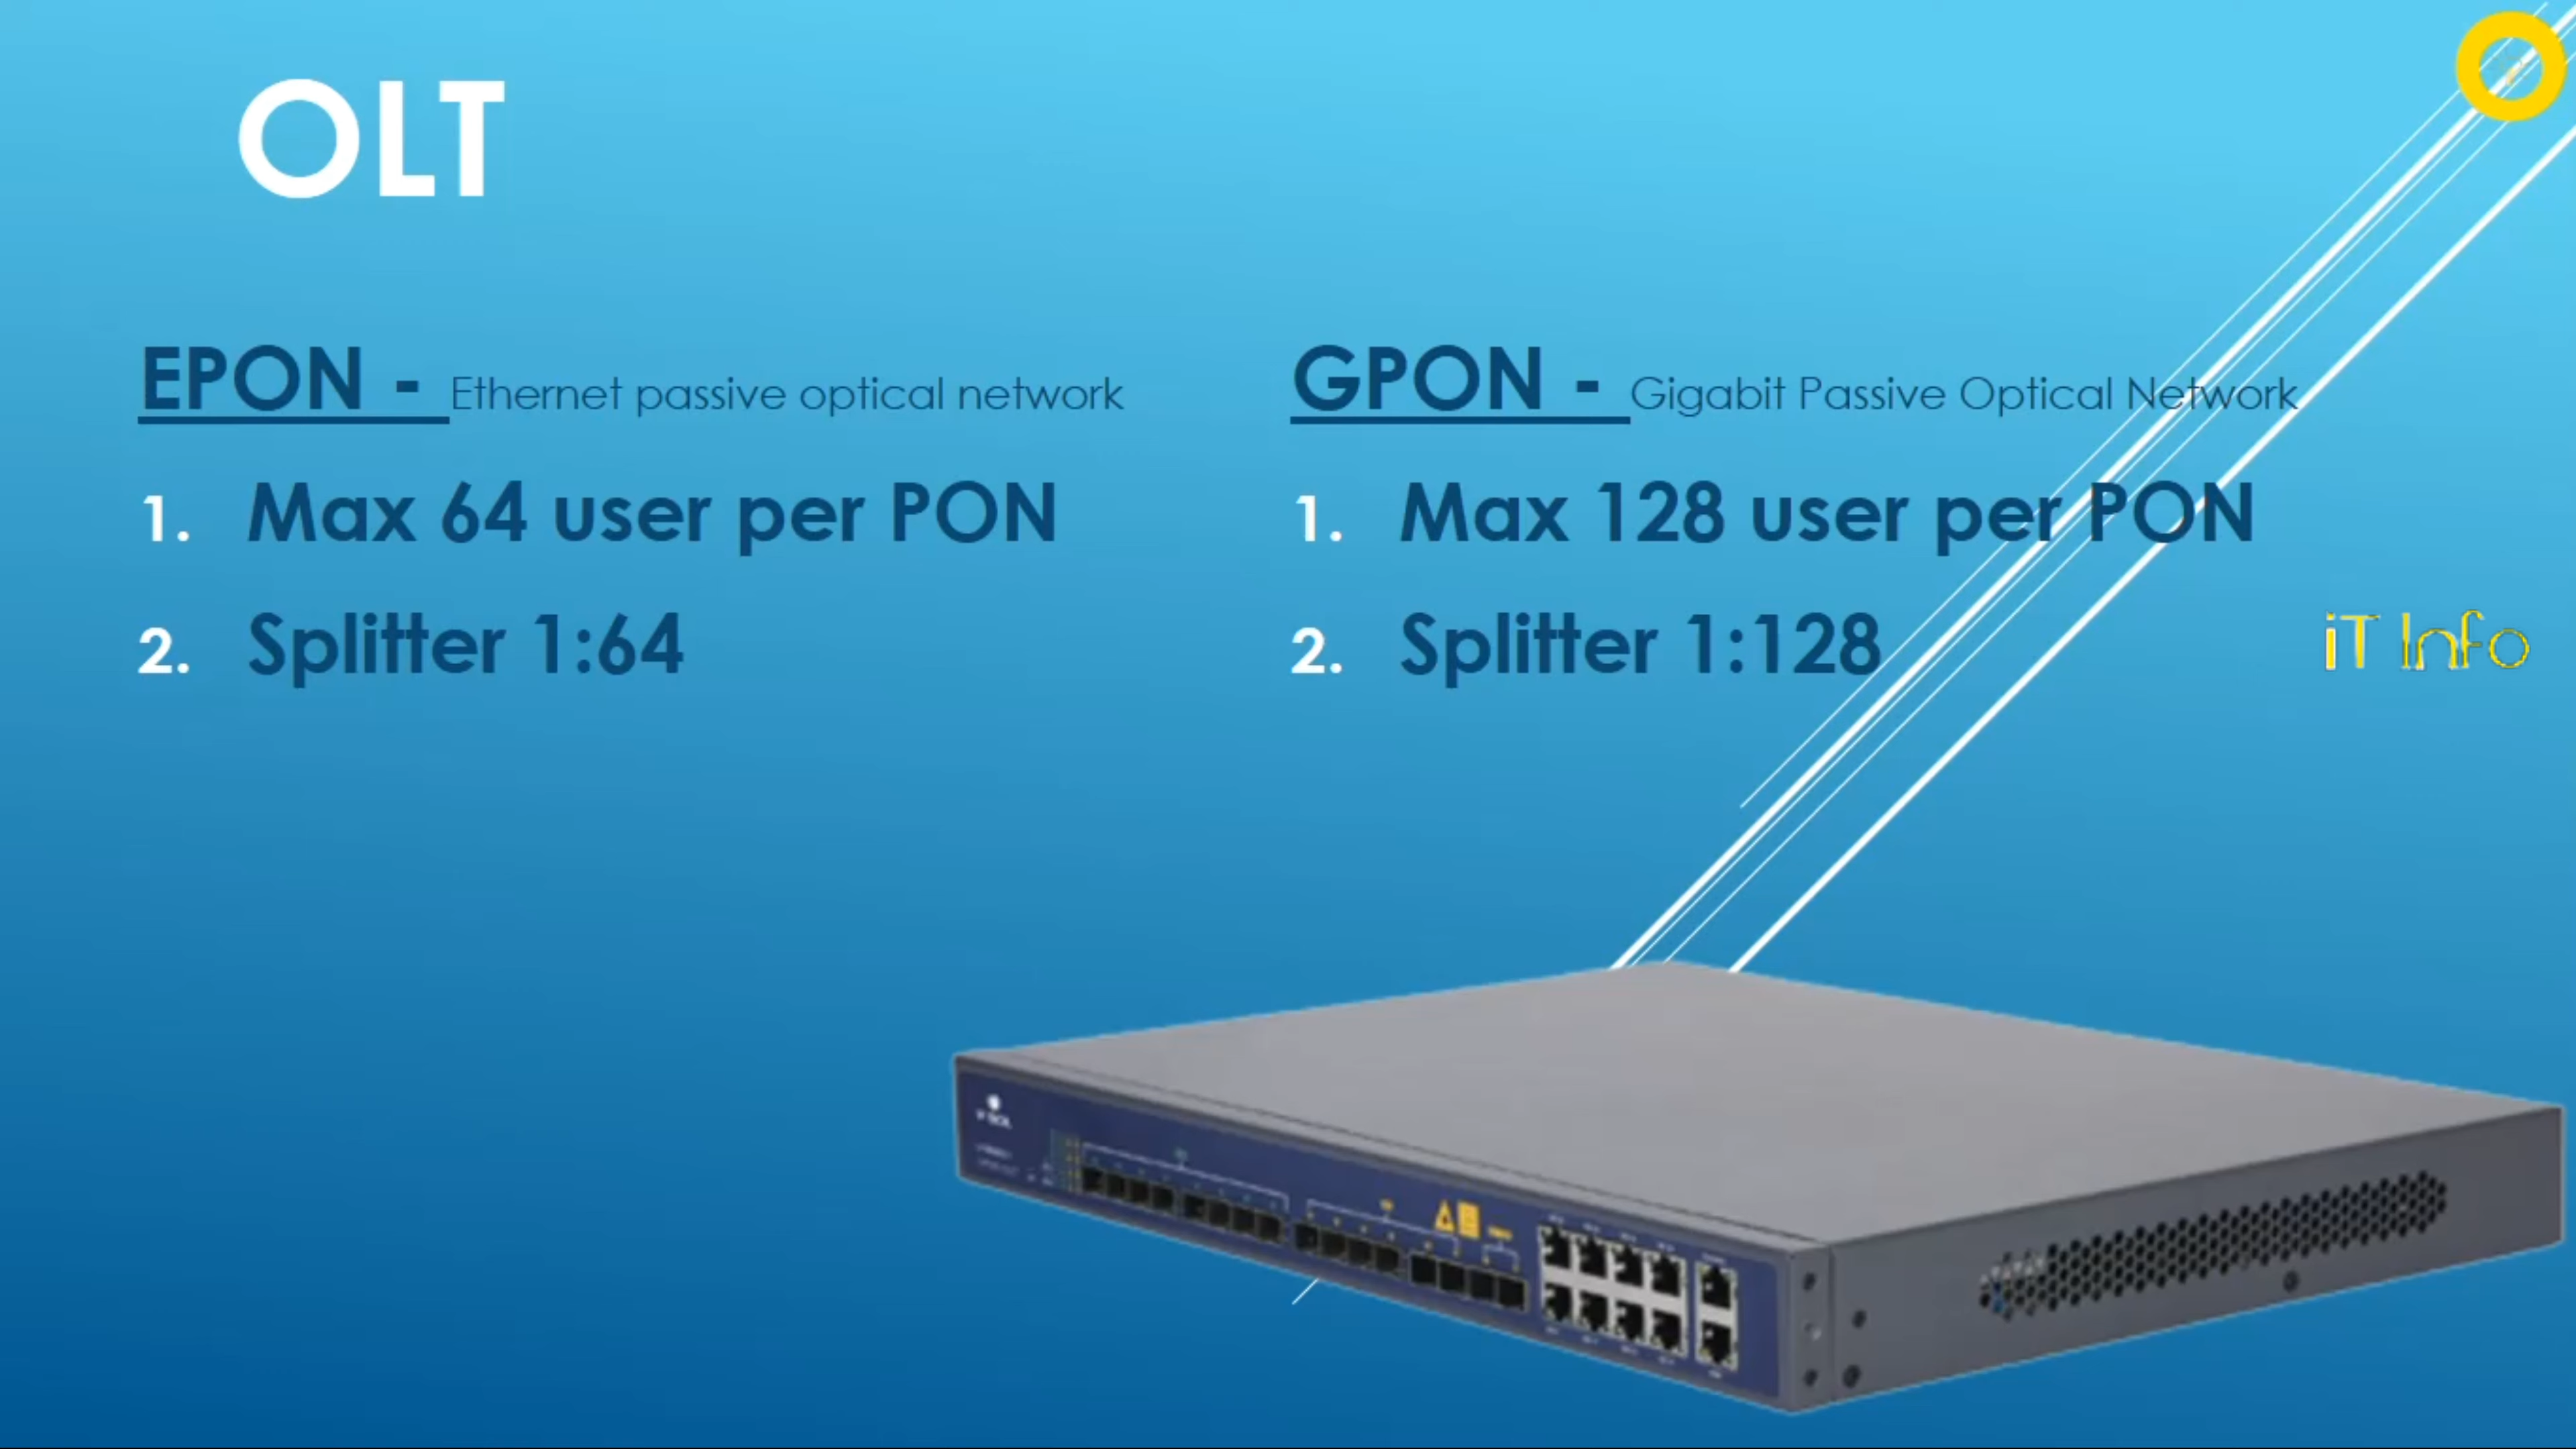 OLT
EPON - Ethernet passive optical network
1. Max 64 user per PON
2. Splitter 1:64
GPON - Gigabit Passive Optical Network
1. Max 128 user per PON
2. Splitter 1:128
iT Info